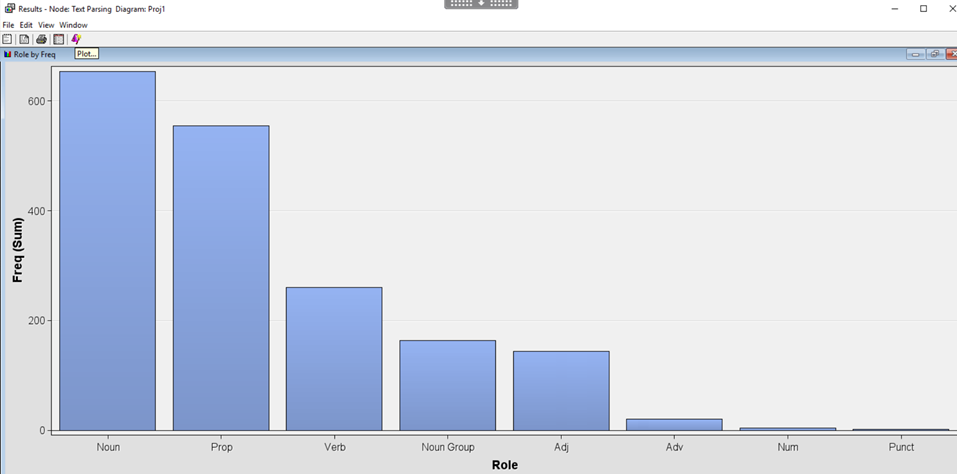 Results - Node: Text Parsing Diagram: Proj1
File Edit View Window
Role by Freq
Plot...
600
400
200
0
Freq (Sum)
Noun Prop Verb Noun Group Adj Adv Num Punct
Role